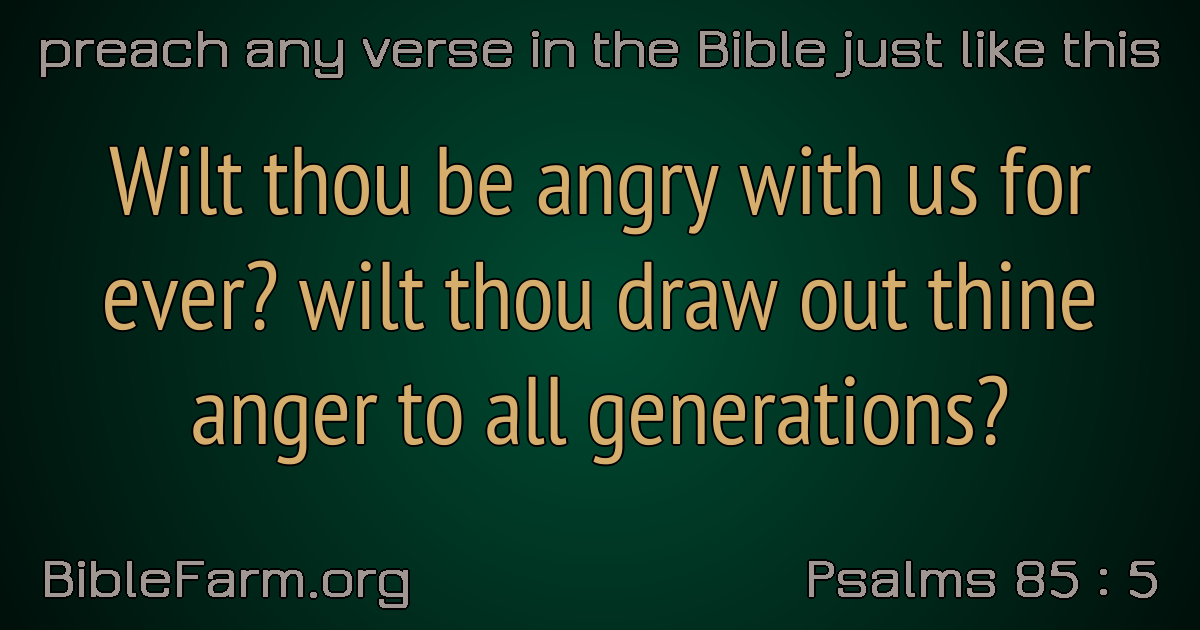 preach any verse in the Bible just like this
Wilt thou be angry with us for
ever? wilt thou draw out thine
anger to all generations?
BibleFarm.org
Psalms 85 : 5